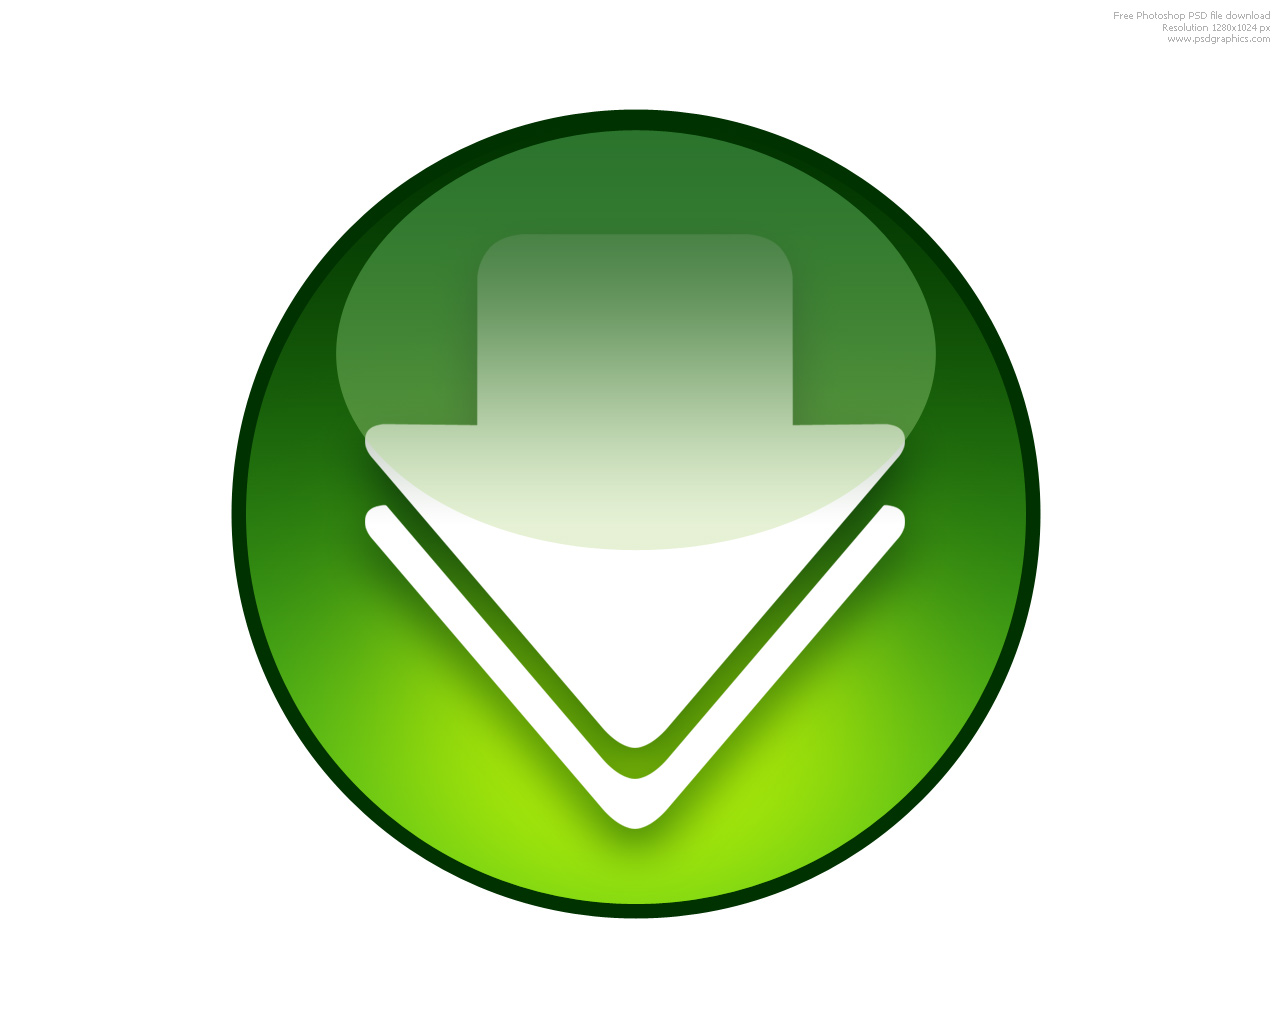 Free Photoshop PSD file download
Resolution 1280x1024 px
www.psdgraphics.com